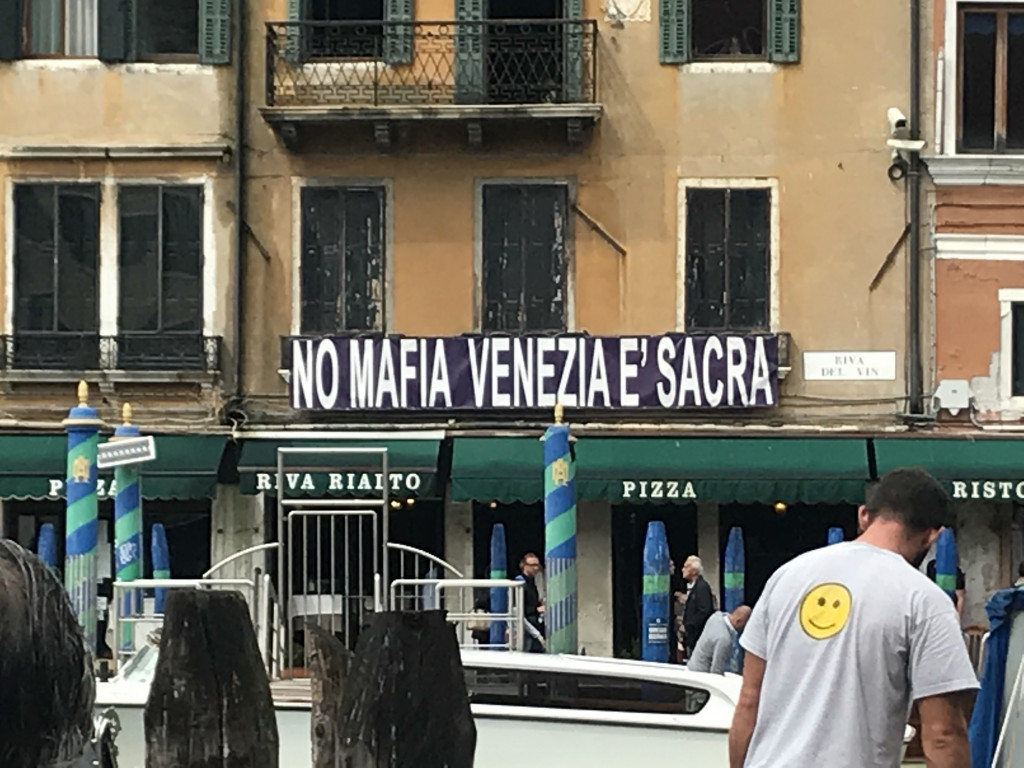 NO MAFIA VENEZIA E' SACRA
RIVA
DEL VIN
PIZZA
RIVA RIALTO
PIZZA
RISTO